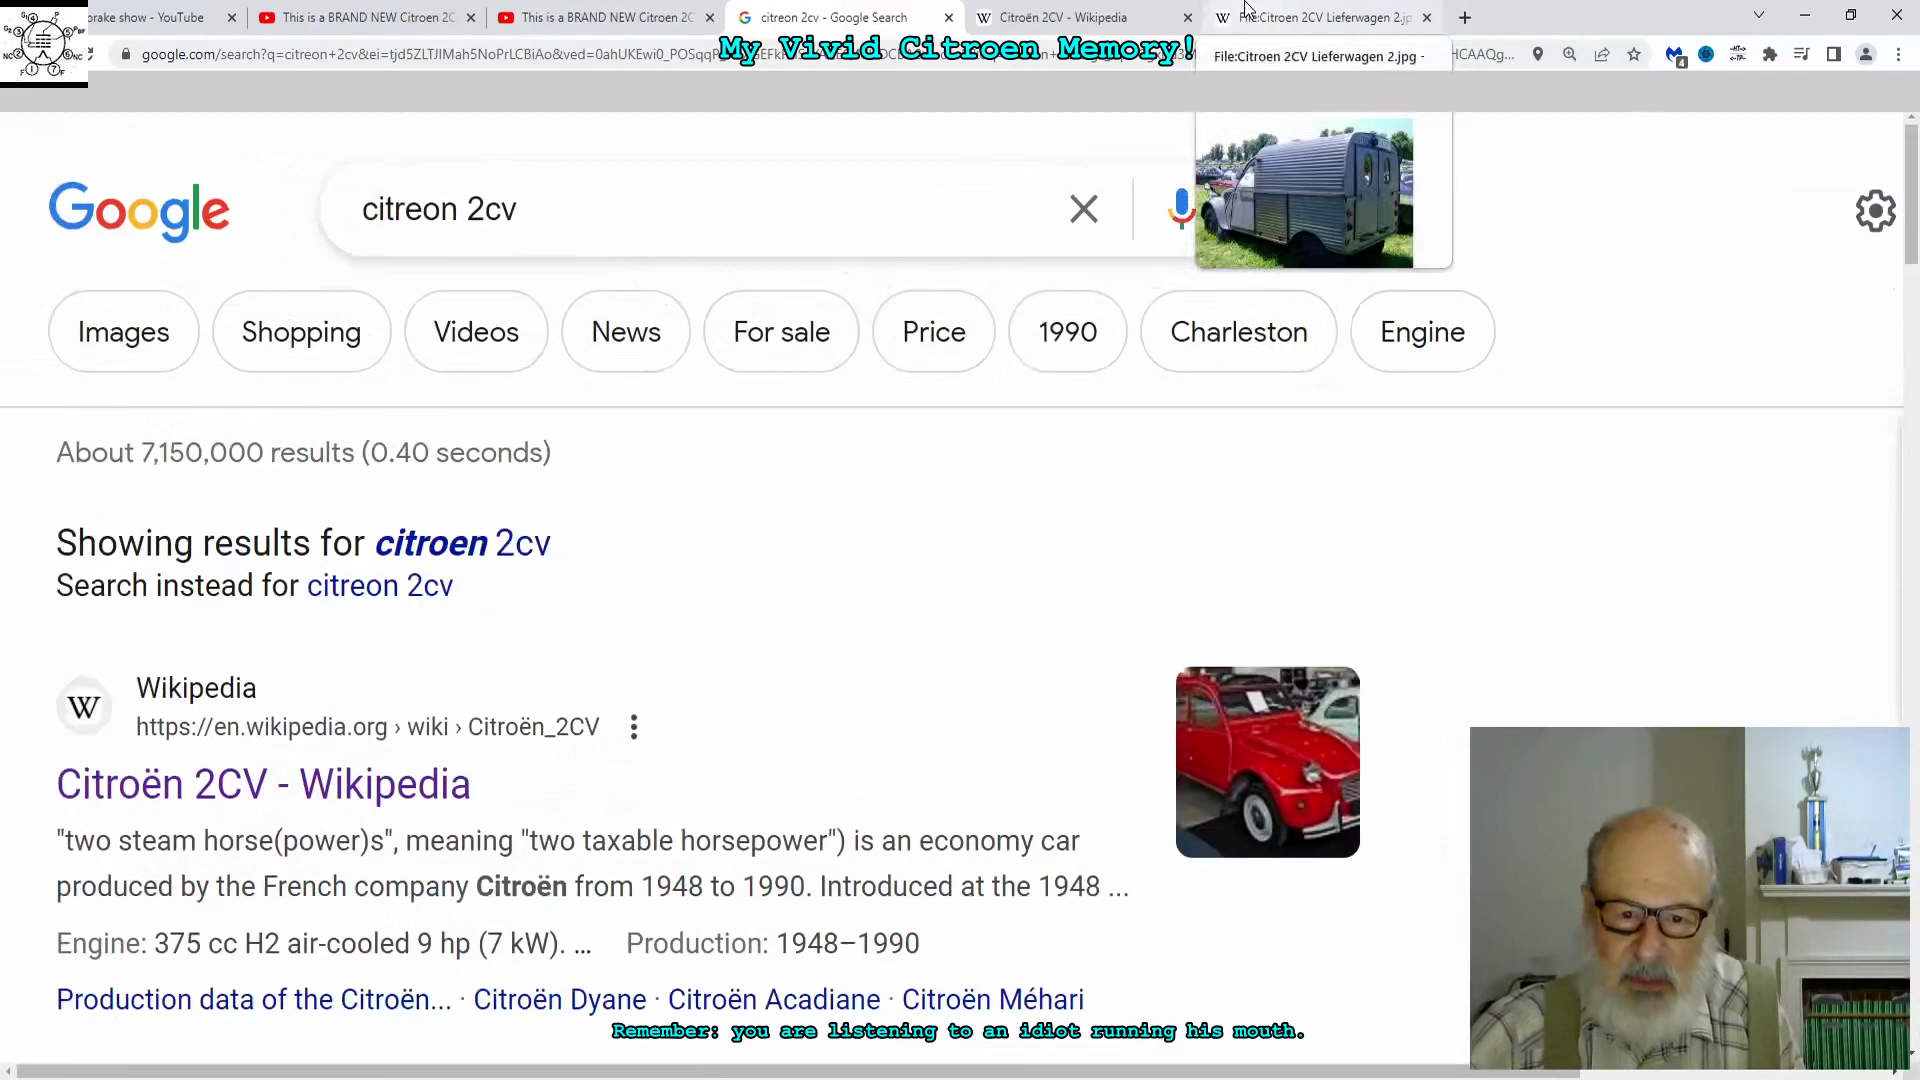 brake show - YouTube
This is a BRAND NEW Citroen 2C
This is a BRAND NEW Citroen 2C
citreon 2cv - Google Search
Citroën 2CV - Wikipedia
File:Citroen 2CV Lieferwagen 2.jp
My Vivid Citroen Memory!
File:Citroen 2CV Lieferwagen 2.jpg -
HCAAQg...
4
Google
citreon 2cv
Images
Shopping
Videos
News
For sale
Price
1990
Charleston
Engine
About 7,150,000 results (0.40 seconds)
Showing results for citroen 2cv
Search instead for citreon 2cv
Wikipedia
https://en.wikipedia.org › wiki › Citroën_2CV
Citroën 2CV - Wikipedia
"two steam horse(power)s", meaning "two taxable horsepower") is an economy car
produced by the French company Citroën from 1948 to 1990. Introduced at the 1948 ...
Engine: 375 cc H2 air-cooled 9 hp (7 kW). ... Production: 1948–1990
Production data of the Citroën... · Citroën Dyane · Citroën Acadiane · Citroën Méhari
Remember: you are listening to an idiot running his mouth.